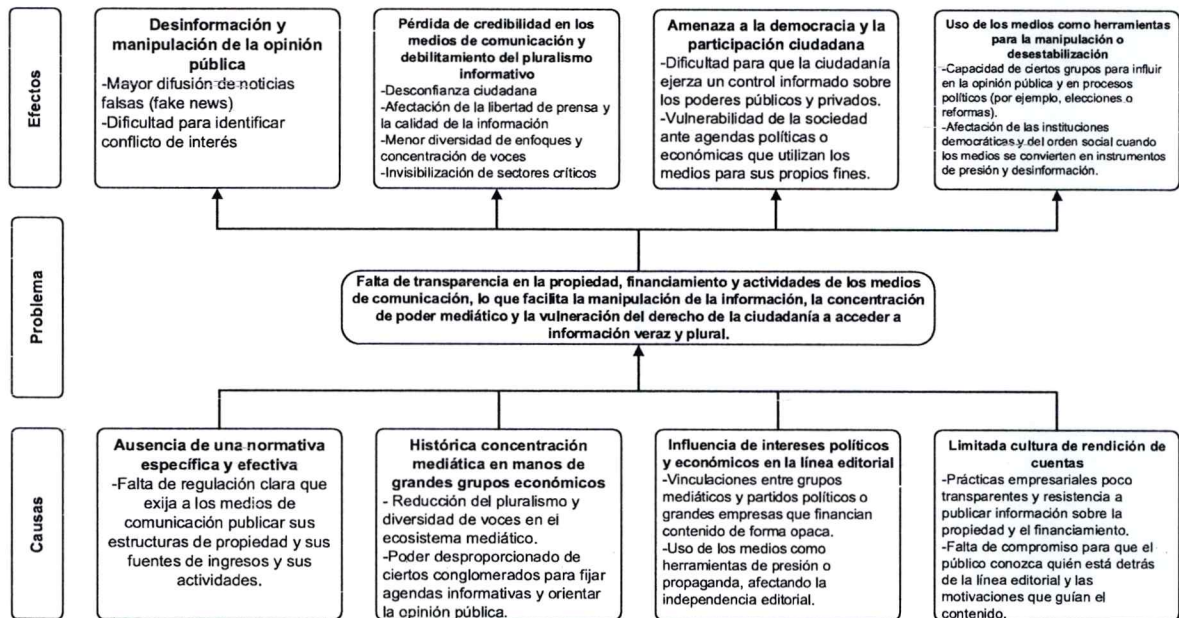 Efectos
Desinformación y
manipulación de la opinión
pública
-Mayor difusión de noticias
falsas (fake news)
-Dificultad para identificar
conflicto de interés
Pérdida de credibilidad en los
medios de comunicación y
debilitamiento del pluralismo
informativo
-Desconfianza ciudadana
-Afectación de la libertad de prensa y
la calidad de la información
-Menor diversidad de enfoques y
concentración de voces
-Invisibilización de sectores críticos
Amenaza a la democracia y la
participación ciudadana
-Dificultad para que la ciudadanía
ejerza un control informado sobre
los poderes públicos y privados.
-Vulnerabilidad de la sociedad
ante agendas políticas o
económicas que utilizan los
medios para sus propios fines.
Uso de los medios como herramientas
para la manipulación o
desestabilización
-Capacidad de ciertos grupos para influir
en la opinión pública y en procesos
políticos (por ejemplo, elecciones o
reformas).
-Afectación de las instituciones
democráticas y del orden social cuando
los medios se convierten en instrumentos
de presión y desinformación.
Problema
Falta de transparencia en la propiedad, financiamiento y actividades de los medios
de comunicación, lo que facilita la manipulación de la información, la concentración
de poder mediático y la vulneración del derecho de la ciudadanía a acceder a
información veraz y plural.
Causas
Ausencia de una normativa
específica y efectiva
-Falta de regulación clara que
exija a los medios de
comunicación publicar sus
estructuras de propiedad y sus
fuentes de ingresos y sus
actividades.
Histórica concentración
mediática en manos de
grandes grupos económicos
- Reducción del pluralismo y
diversidad de voces en el
ecosistema mediático.
-Poder desproporcionado de
ciertos conglomerados para fijar
agendas informativas y orientar
la opinión pública.
Influencia de intereses políticos
y económicos en la línea editorial
-Vinculaciones entre grupos
mediáticos y partidos políticos o
grandes empresas que financian
contenido de forma opaca.
-Uso de los medios como
herramientas de presión o
propaganda, afectando la
independencia editorial.
Limitada cultura de rendición de
cuentas
-Prácticas empresariales poco
transparentes y resistencia a
publicar información sobre la
propiedad y el financiamiento.
-Falta de compromiso para que el
público conozca quién está detrás
de la línea editorial y las
motivaciones que guían el
contenido.